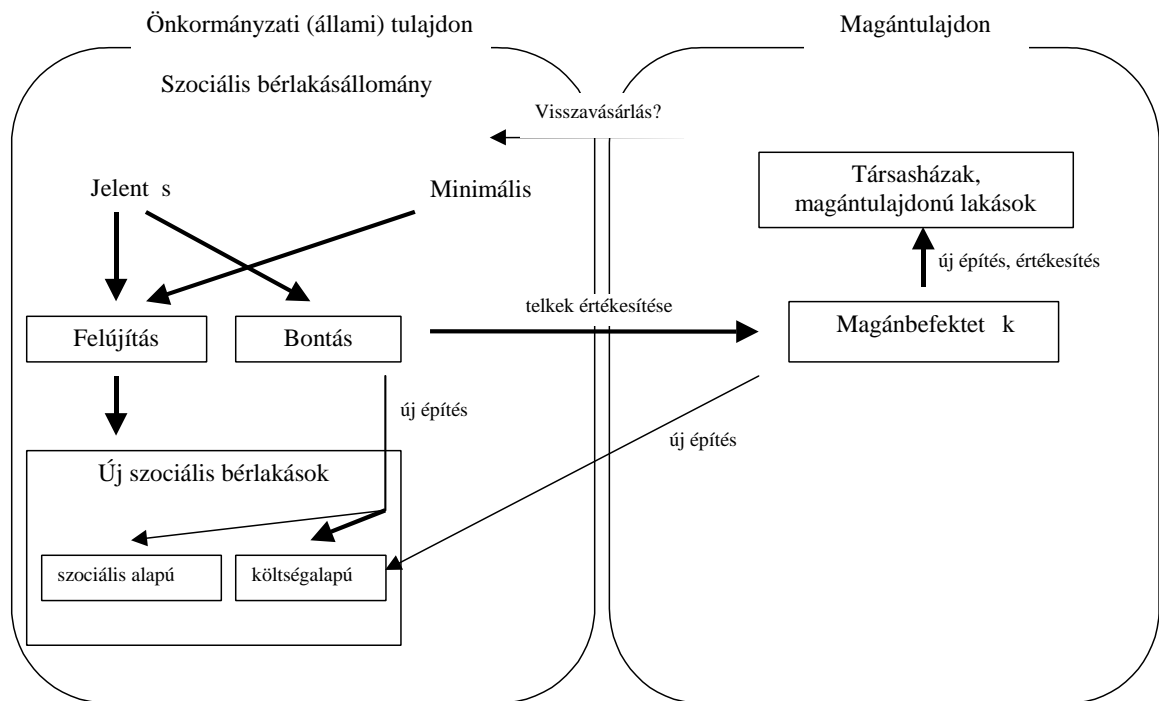 Önkormányzati (állami) tulajdon
Magántulajdon
Szociális bérlakásállomány
Visszavásárlás?
Jelent s
Minimális
Társasházak,
magántulajdonú lakások
új építés, értékesítés
telkek értékesítése
Felújítás
Bontás
Magánbefektet k
új építés
új építés
Új szociális bérlakások
szociális alapú
költségalapú